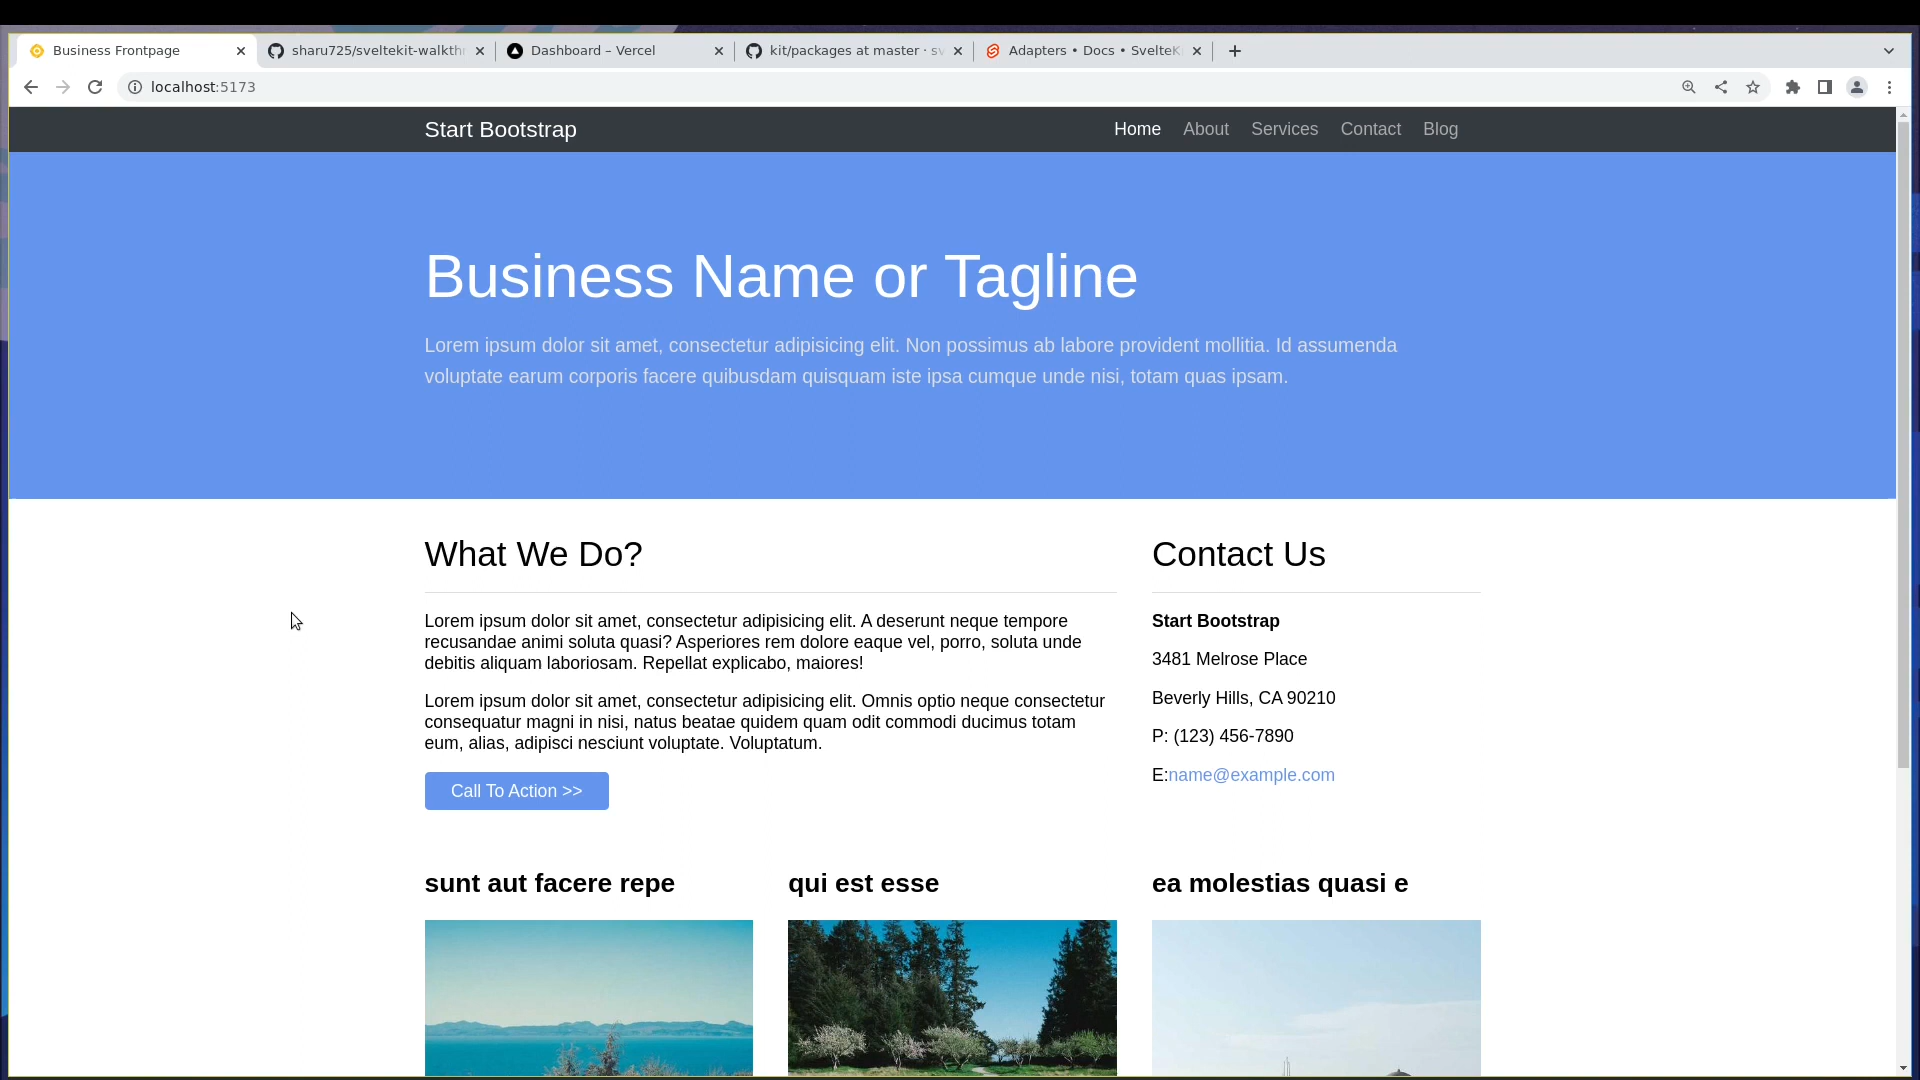 Business Frontpage
sharu725/sveltekit-walkthr
Dashboard – Vercel
kit/packages at master · sv
Adapters • Docs • SvelteK
localhost:5173
Start Bootstrap
Home About Services Contact Blog
Business Name or Tagline
Lorem ipsum dolor sit amet, consectetur adipisicing elit. Non possimus ab labore provident mollitia. Id assumenda
voluptate earum corporis facere quibusdam quisquam iste ipsa cumque unde nisi, totam quas ipsam.
What We Do?
Lorem ipsum dolor sit amet, consectetur adipisicing elit. A deserunt neque tempore
recusandae animi soluta quasi? Asperiores rem dolore eaque vel, porro, soluta unde
debitis aliquam laboriosam. Repellat explicabo, maiores!
Lorem ipsum dolor sit amet, consectetur adipisicing elit. Omnis optio neque consectetur
consequatur magni in nisi, natus beatae quidem quam odit commodi ducimus totam
eum, alias, adipisci nesciunt voluptate. Voluptatum.
Call To Action >>
Contact Us
Start Bootstrap
3481 Melrose Place
Beverly Hills, CA 90210
P: (123) 456-7890
E:name@example.com
sunt aut facere repe
qui est esse
ea molestias quasi e